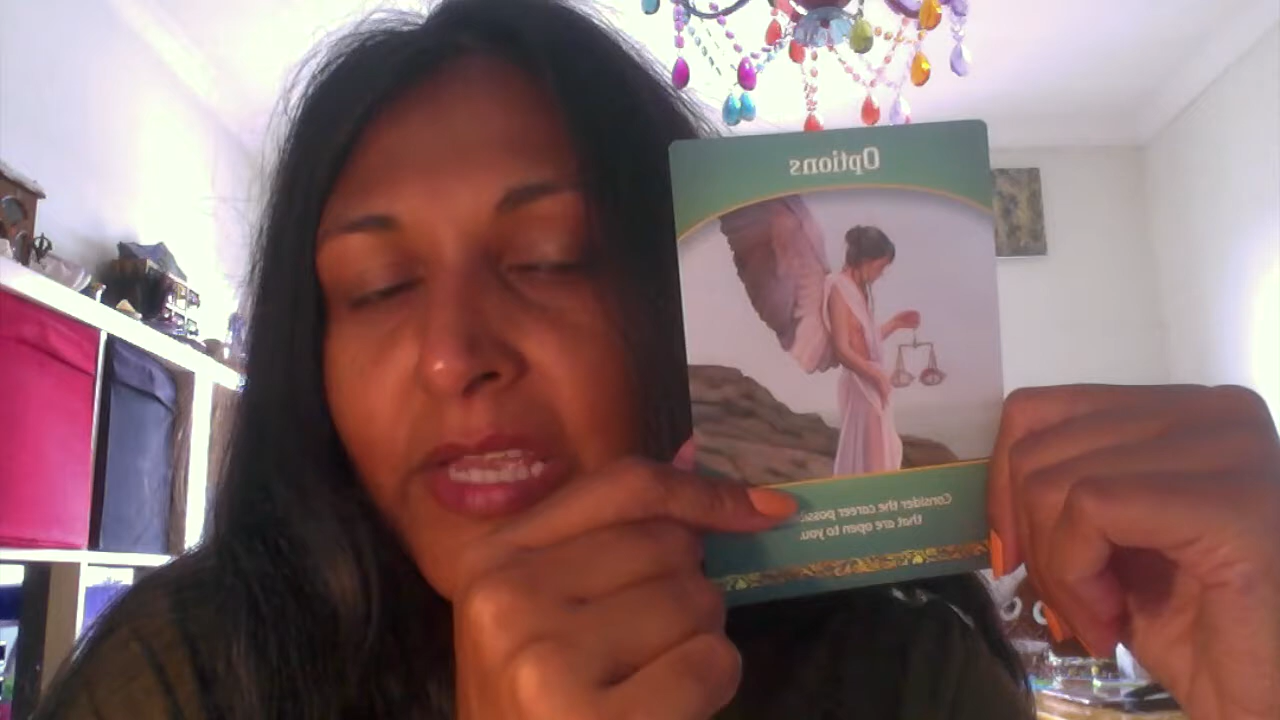 Options
Consider the career
that are open to you.